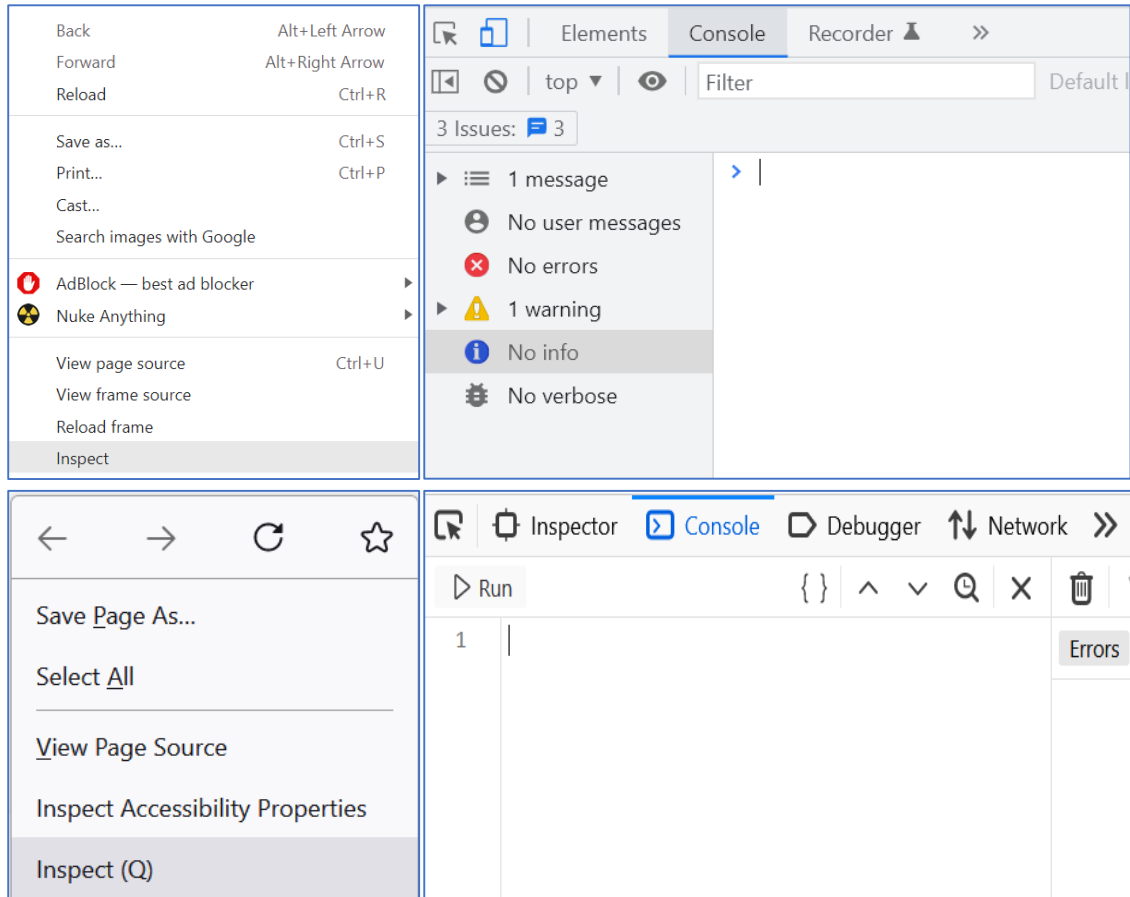 Back Alt+Left Arrow
Forward Alt+Right Arrow
Reload Ctrl+R
Save as... Ctrl+S
Print... Ctrl+P
Cast...
Search images with Google
AdBlock — best ad blocker
Nuke Anything
View page source Ctrl+U
View frame source
Reload frame
Inspect
Elements Console Recorder
top Filter Default
3 Issues: 3
1 message
No user messages
No errors
1 warning
No info
No verbose
Save Page As...
Select All
View Page Source
Inspect Accessibility Properties
Inspect (Q)
Inspector Console Debugger Network
Run { }
1 Errors